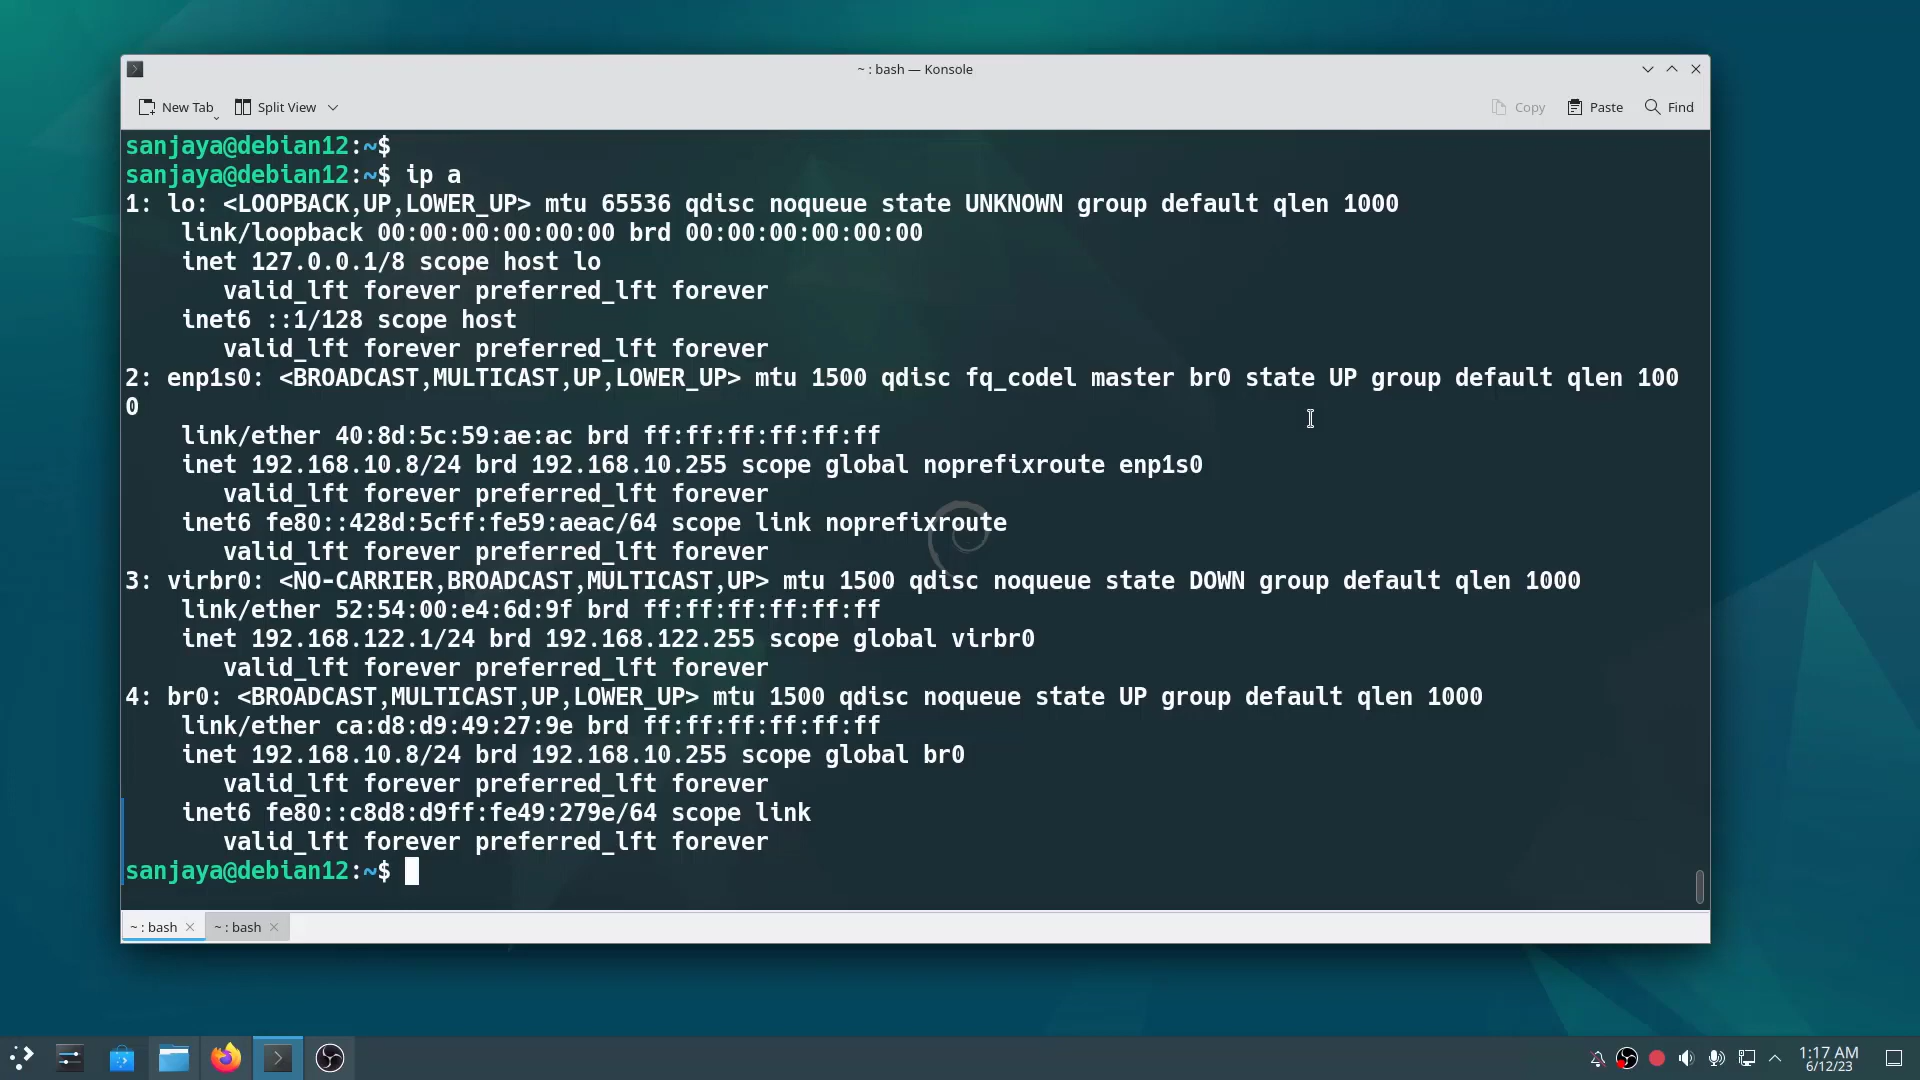 ~ : bash — Konsole
New Tab Split View Copy Paste Find
sanjaya@debian12:~$
sanjaya@debian12:~$ ip a
1: lo: <LOOPBACK,UP,LOWER_UP> mtu 65536 qdisc noqueue state UNKNOWN group default qlen 1000
    link/loopback 00:00:00:00:00:00 brd 00:00:00:00:00:00
    inet 127.0.0.1/8 scope host lo
       valid_lft forever preferred_lft forever
    inet6 ::1/128 scope host
       valid_lft forever preferred_lft forever
2: enp1s0: <BROADCAST,MULTICAST,UP,LOWER_UP> mtu 1500 qdisc fq_codel master br0 state UP group default qlen 100
0
    link/ether 40:8d:5c:59:ae:ac brd ff:ff:ff:ff:ff:ff
    inet 192.168.10.8/24 brd 192.168.10.255 scope global noprefixroute enp1s0
       valid_lft forever preferred_lft forever
    inet6 fe80::428d:5cff:fe59:aeac/64 scope link noprefixroute
       valid_lft forever preferred_lft forever
3: virbr0: <NO-CARRIER,BROADCAST,MULTICAST,UP> mtu 1500 qdisc noqueue state DOWN group default qlen 1000
    link/ether 52:54:00:e4:6d:9f brd ff:ff:ff:ff:ff:ff
    inet 192.168.122.1/24 brd 192.168.122.255 scope global virbr0
       valid_lft forever preferred_lft forever
4: br0: <BROADCAST,MULTICAST,UP,LOWER_UP> mtu 1500 qdisc noqueue state UP group default qlen 1000
    link/ether ca:d8:d9:49:27:9e brd ff:ff:ff:ff:ff:ff
    inet 192.168.10.8/24 brd 192.168.10.255 scope global br0
       valid_lft forever preferred_lft forever
    inet6 fe80::c8d8:d9ff:fe49:279e/64 scope link
       valid_lft forever preferred_lft forever
sanjaya@debian12:~$
~ : bash ~ : bash
1:17 AM
6/12/23